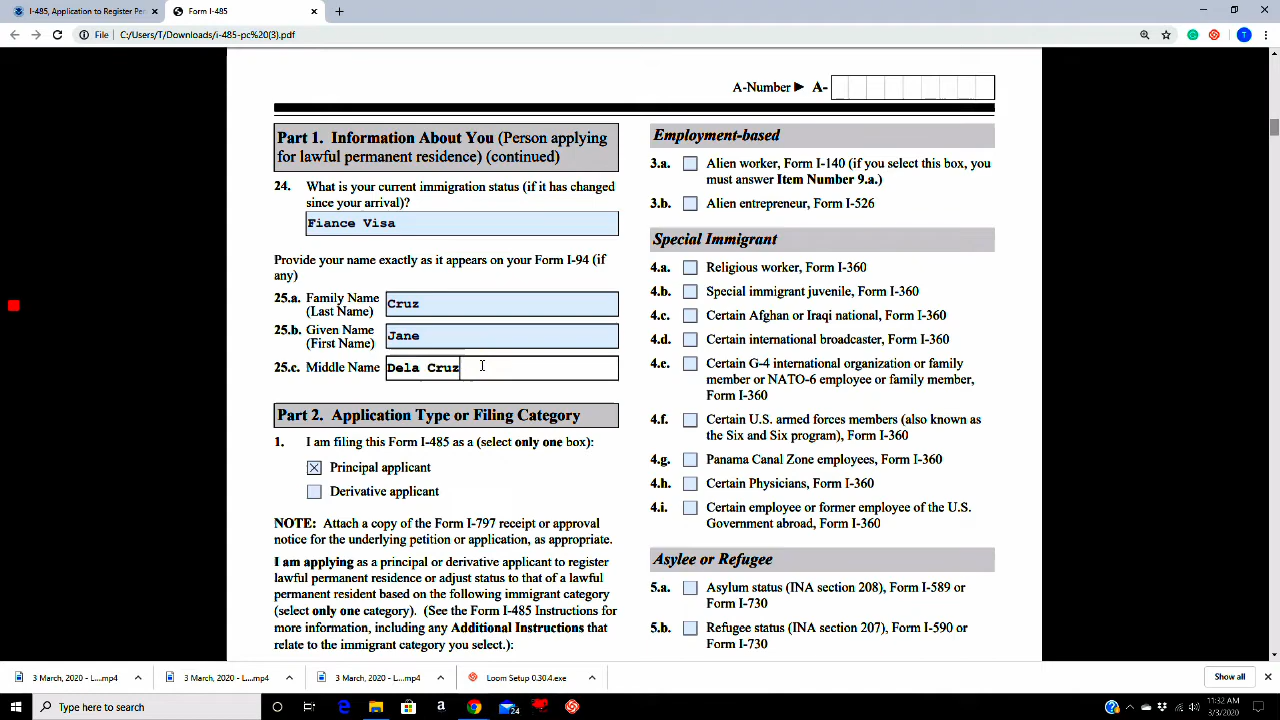 I-485, Application to Register Per
Form I-485
File
C:/Users/T/Downloads/i-485-pc%20(3).pdf
T
A-Number ► A-
Part 1. Information About You (Person applying
for lawful permanent residence) (continued)
24. What is your current immigration status (if it has changed
since your arrival)?
Fiance Visa
Provide your name exactly as it appears on your Form I-94 (if
any)
25.a. Family Name
(Last Name)
Cruz
25.b. Given Name
(First Name)
Jane
25.c. Middle Name
Dela Cruz
Part 2. Application Type or Filing Category
1. I am filing this Form I-485 as a (select only one box):
Principal applicant
Derivative applicant
NOTE: Attach a copy of the Form I-797 receipt or approval
notice for the underlying petition or application, as appropriate.
I am applying as a principal or derivative applicant to register
lawful permanent residence or adjust status to that of a lawful
permanent resident based on the following immigrant category
(select only one category). (See the Form I-485 Instructions for
more information, including any Additional Instructions that
relate to the immigrant category you select.):
Employment-based
3.a. Alien worker, Form I-140 (if you select this box, you
must answer Item Number 9.a.)
3.b. Alien entrepreneur, Form I-526
Special Immigrant
4.a. Religious worker, Form I-360
4.b. Special immigrant juvenile, Form I-360
4.c. Certain Afghan or Iraqi national, Form I-360
4.d. Certain international broadcaster, Form I-360
4.e. Certain G-4 international organization or family
member or NATO-6 employee or family member,
Form I-360
4.f. Certain U.S. armed forces members (also known as
the Six and Six program), Form I-360
4.g. Panama Canal Zone employees, Form I-360
4.h. Certain Physicians, Form I-360
4.i. Certain employee or former employee of the U.S.
Government abroad, Form I-360
Asylee or Refugee
5.a. Asylum status (INA section 208), Form I-589 or
Form I-730
5.b. Refugee status (INA section 207), Form I-590 or
Form I-730
3 March, 2020 - L....mp4
3 March, 2020 - L....mp4
3 March, 2020 - L....mp4
Loom Setup 0.30.4.exe
Show all
Type here to search
24
11:32 AM
3/3/2020